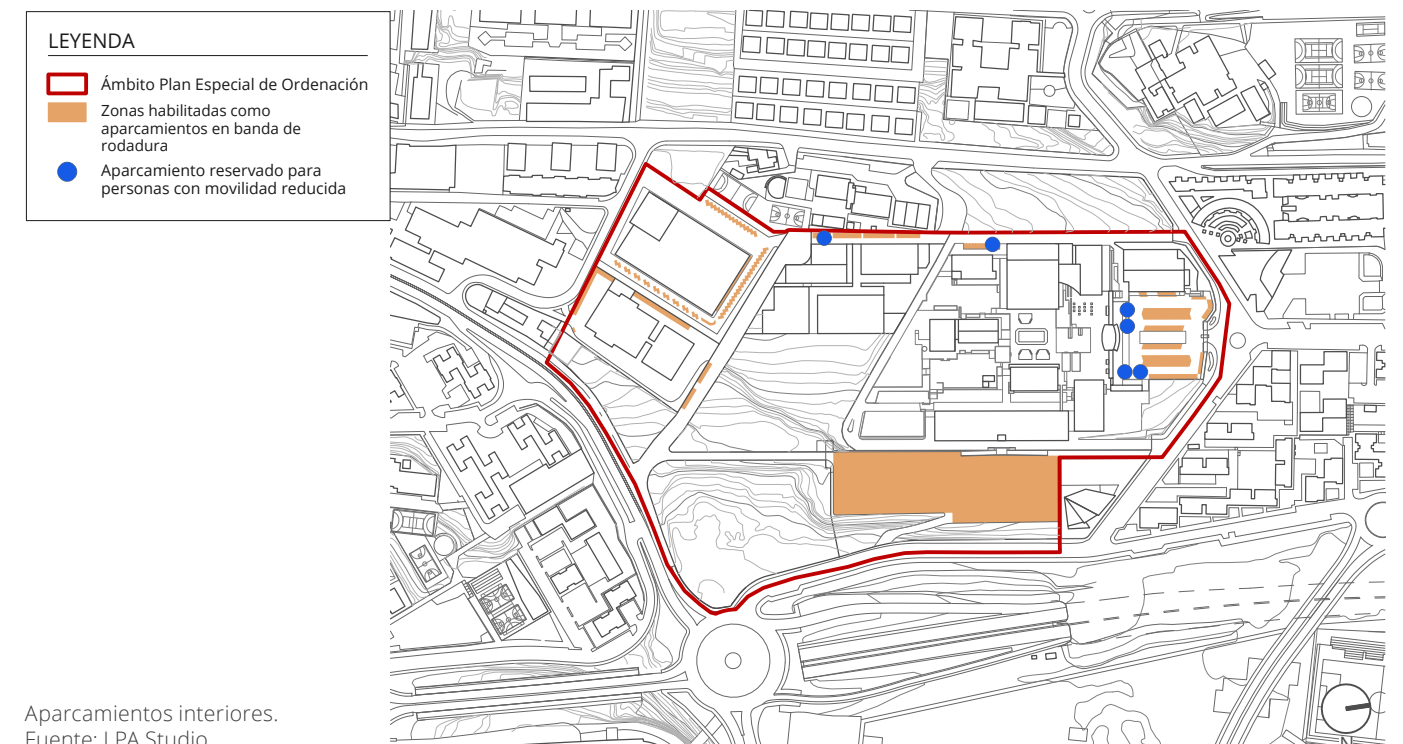 LEYENDA
Ámbito Plan Especial de Ordenación
Zonas habilitadas como
aparcamientos en banda de
rodadura
Aparcamiento reservado para
personas con movilidad reducida
Aparcamientos interiores.
Fuente: LPA Studio
N